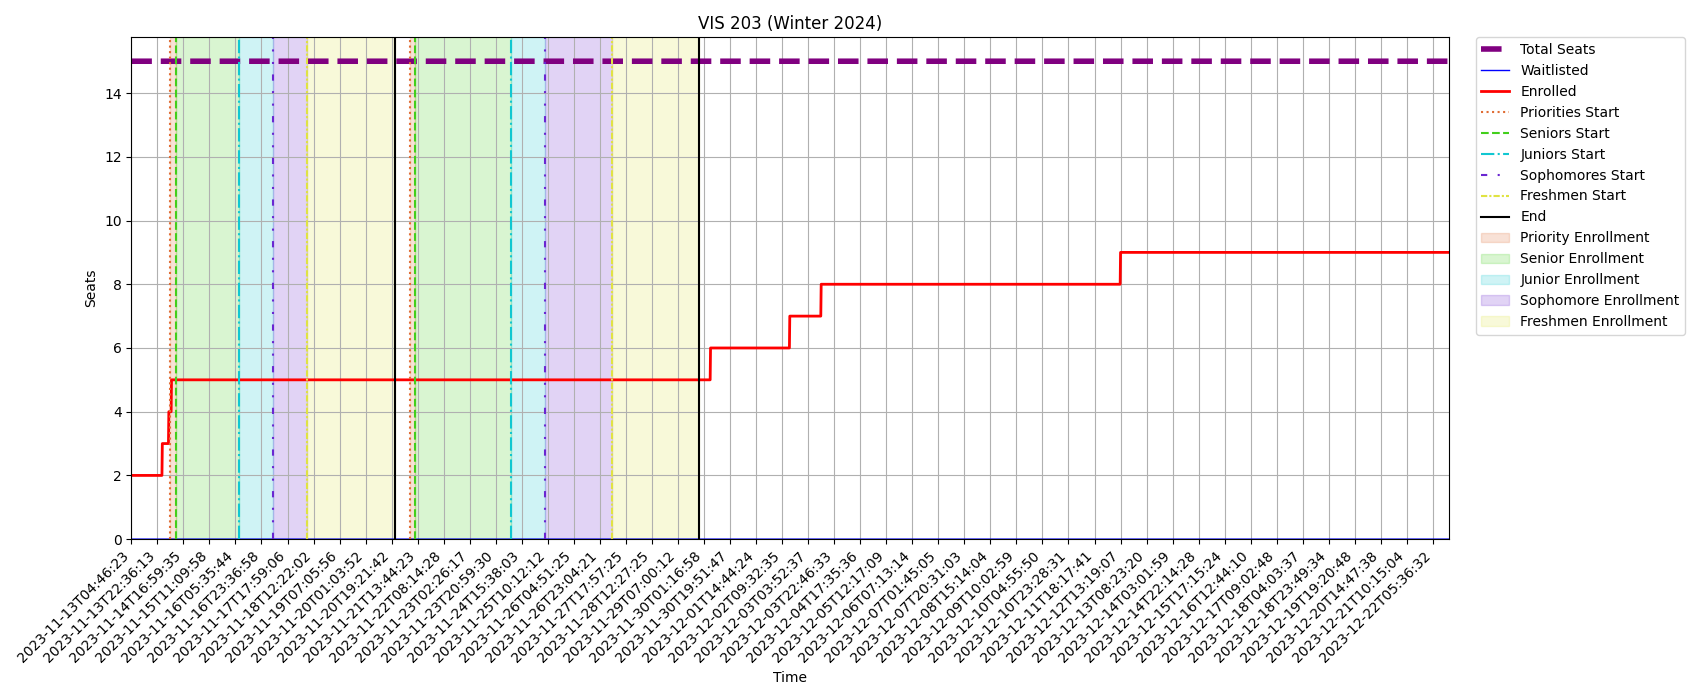 VIS 203 (Winter 2024)
Seats
14
12
10
8
6
4
2
0
2023-11-13T04:46:23
2023-11-13T22:36:13
2023-11-14T16:59:35
2023-11-15T11:09:58
2023-11-16T05:35:44
2023-11-16T23:36:58
2023-11-17T17:59:06
2023-11-18T12:22:02
2023-11-19T07:05:56
2023-11-20T01:03:52
2023-11-20T19:21:42
2023-11-21T13:44:23
2023-11-22T08:14:28
2023-11-23T02:26:17
2023-11-23T20:59:30
2023-11-24T15:38:03
2023-11-25T10:12:12
2023-11-26T04:51:25
2023-11-26T23:04:21
2023-11-27T17:57:25
2023-11-28T12:27:25
2023-11-29T07:00:12
2023-11-30T01:16:58
2023-11-30T19:51:47
2023-12-01T14:44:24
2023-12-02T09:32:35
2023-12-03T03:52:37
2023-12-03T22:46:33
2023-12-04T17:35:36
2023-12-05T12:17:09
2023-12-06T07:13:14
2023-12-07T01:45:05
2023-12-07T20:31:03
2023-12-08T15:14:04
2023-12-09T10:02:59
2023-12-10T04:55:50
2023-12-10T23:28:31
2023-12-11T18:17:41
2023-12-12T13:19:07
2023-12-13T08:23:20
2023-12-14T03:01:59
2023-12-14T22:14:28
2023-12-15T17:15:24
2023-12-16T12:44:10
2023-12-17T09:02:48
2023-12-18T04:03:37
2023-12-18T23:49:34
2023-12-19T19:20:48
2023-12-20T14:47:38
2023-12-21T10:15:04
2023-12-22T05:36:32
Time
Total Seats
Waitlisted
Enrolled
Priorities Start
Seniors Start
Juniors Start
Sophomores Start
Freshmen Start
End
Priority Enrollment
Senior Enrollment
Junior Enrollment
Sophomore Enrollment
Freshmen Enrollment